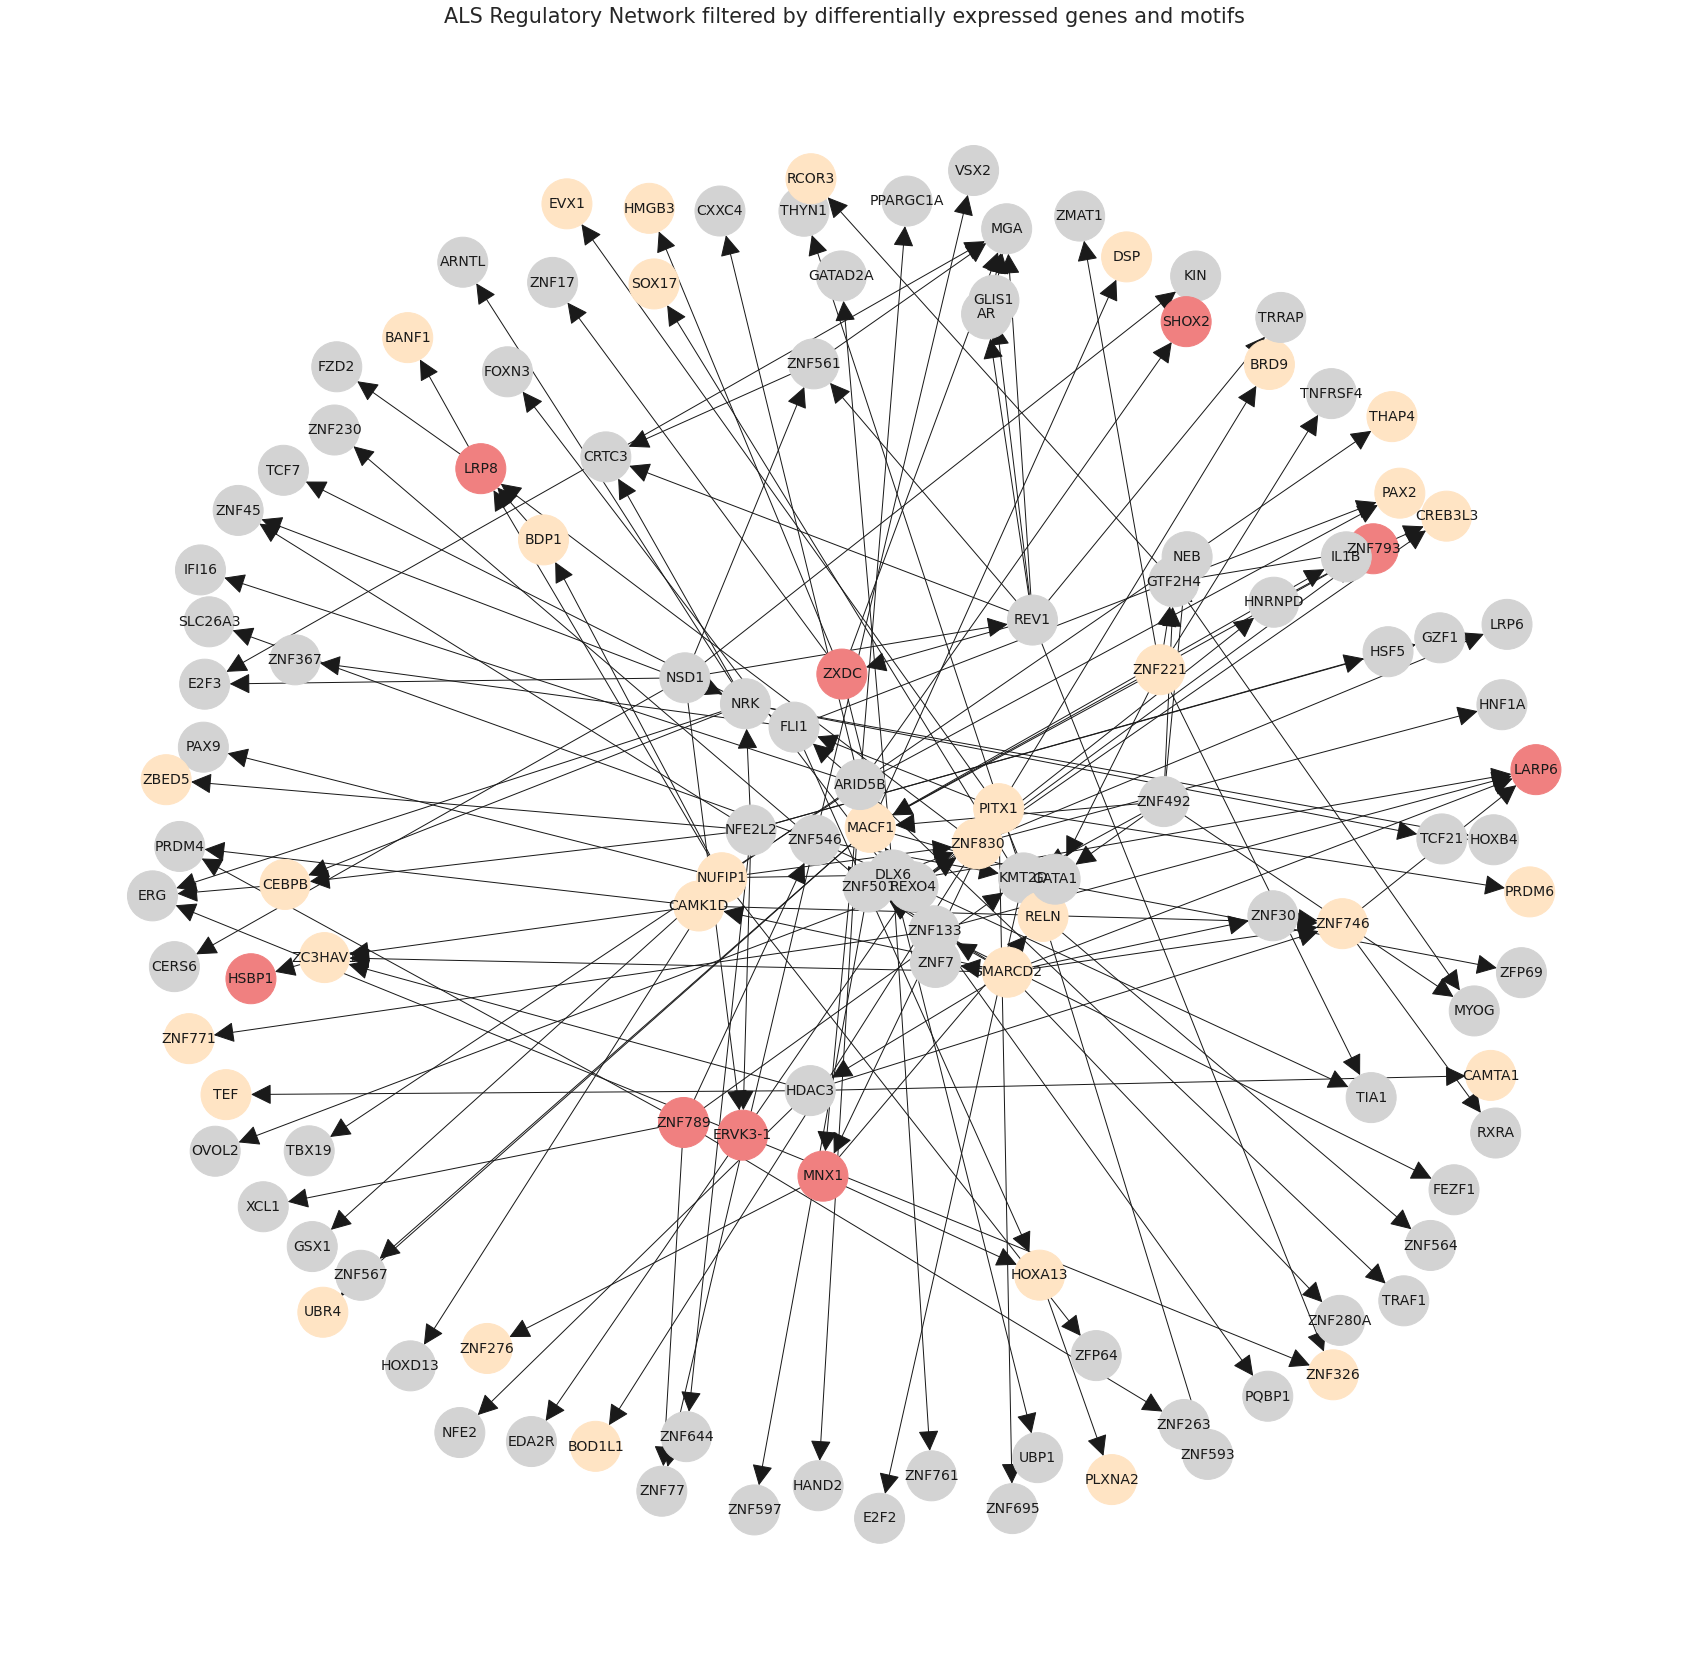 ALS Regulatory Network filtered by differentially expressed genes and motifs
VSX2
RCOR3
PPARGC1A
EVX1
HMGB3
CXXC4
THYN1
ZMAT1
MGA
DSP
ARNTL
GATAD2A
KIN
ZNF17
SOX17
GLIS1
AR
TRRAP
SHOX2
BANF1
FZD2
FOXN3
ZNF561
BRD9
TNFRSF4
THAP4
ZNF230
CRTC3
TCF7
LRP8
PAX2
ZNF45
CREB3L3
BDP1
ZNF793
IL1B
NEB
IFI16
GTF2H4
HNRNPD
SLC26A3
REV1
LRP6
GZF1
HSF5
ZNF367
ZNF221
E2F3
NSD1
ZXDC
NRK
HNF1A
FLI1
PAX9
ZBED5
LARP6
ARID5B
ZNF492
PITX1
MACF1
NFE2L2
ZNF546
TCF21
HOXB4
ZNF830
PRDM4
DLX6
NUFIP1
KMT2D
GATA1
CEBPB
ZNF501
REXO4
ERG
PRDM6
CAMK1D
RELN
ZNF30
ZNF746
ZNF133
ZC3HAV1
ZNF7
CERS6
HSBP1
SMARCD2
ZFP69
MYOG
ZNF771
CAMTA1
HDAC3
TEF
TIA1
ZNF789
ERVK3-1
RXRA
OVOL2
TBX19
MNX1
FEZF1
XCL1
GSX1
ZNF564
ZNF567
HOXA13
TRAF1
UBR4
ZNF280A
ZNF276
ZFP64
HOXD13
ZNF326
PQBP1
ZNF263
NFE2
EDA2R
BOD1L1
ZNF644
UBP1
ZNF593
ZNF761
PLXNA2
HAND2
ZNF77
ZNF597
E2F2
ZNF695